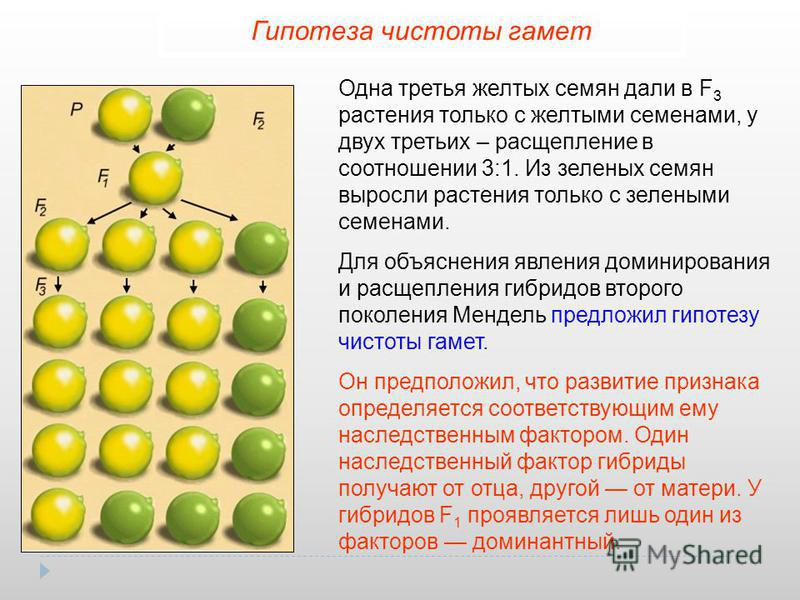 Гипотеза чистоты гамет
P
F2
F1
F2
F3
Одна третья желтых семян дали в F3
растения только с желтыми семенами, у
двух третьих – расщепление в
соотношении 3:1. Из зеленых семян
выросли растения только с зелеными
семенами.
Для объяснения явления доминирования
и расщепления гибридов второго
поколения Мендель предложил гипотезу
чистоты гамет.
Он предположил, что развитие признака
определяется соответствующим ему
наследственным фактором. Один
наследственный фактор гибриды
получают от отца, другой — от матери. У
гибридов F1 проявляется лишь один из
факторов — доминантный.
MyShared